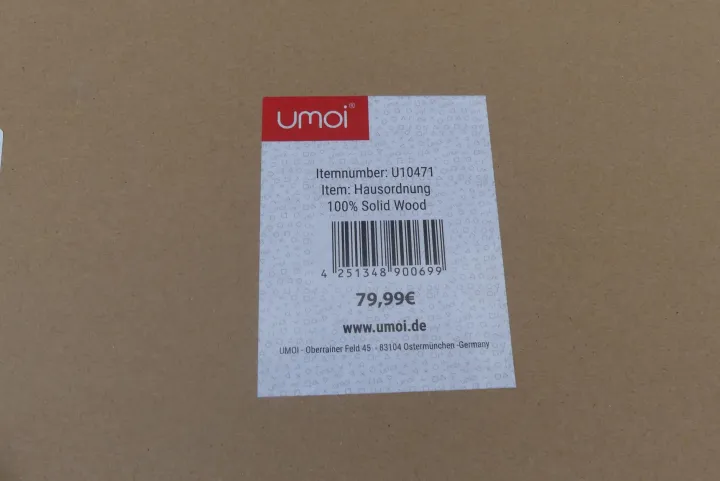 umoi®
Itemnumber: U10471
Item: Hausordnung
100% Solid Wood
4 251348 900699
79,99€
www.umoi.de
UMOI - Oberrainer Feld 45 - 83104 Ostermünchen -Germany